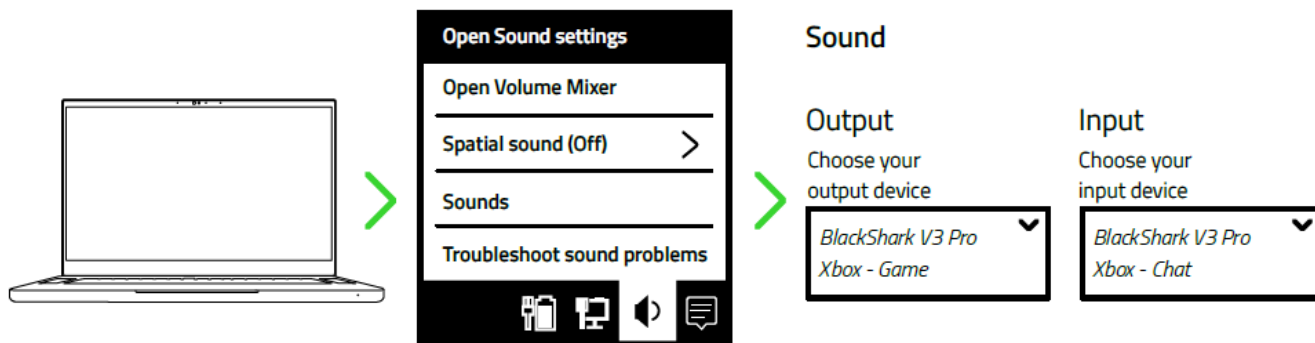 Open Sound settings
Open Volume Mixer
Spatial sound (Off)
Sounds
Troubleshoot sound problems
Sound
Output
Choose your
output device
BlackShark V3 Pro
Xbox - Game
Input
Choose your
input device
BlackShark V3 Pro
Xbox - Chat